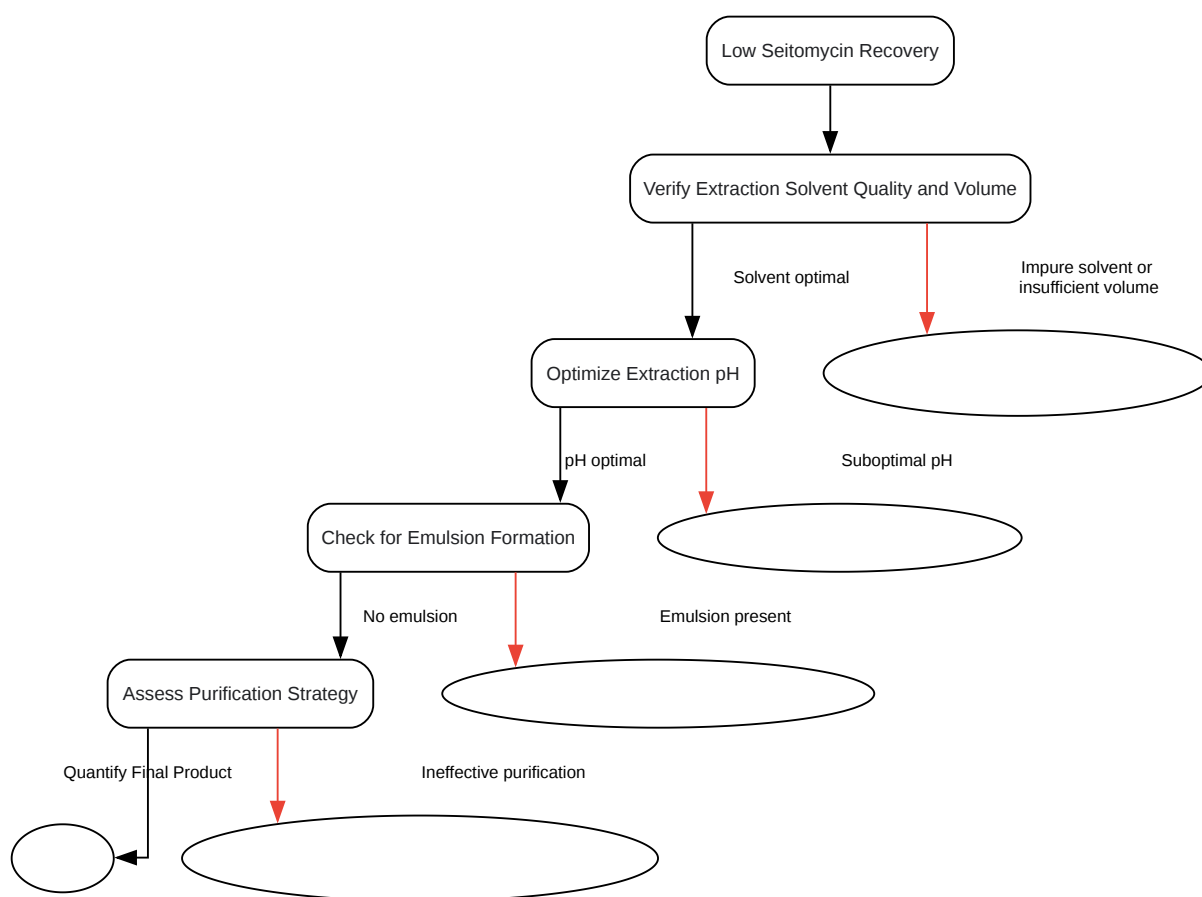 Low Seitomycin Recovery
Verify Extraction Solvent Quality and Volume
Solvent optimal
Impure solvent or
insufficient volume
Optimize Extraction pH
pH optimal
Suboptimal pH
Check for Emulsion Formation
No emulsion
Emulsion present
Assess Purification Strategy
Quantify Final Product
Ineffective purification